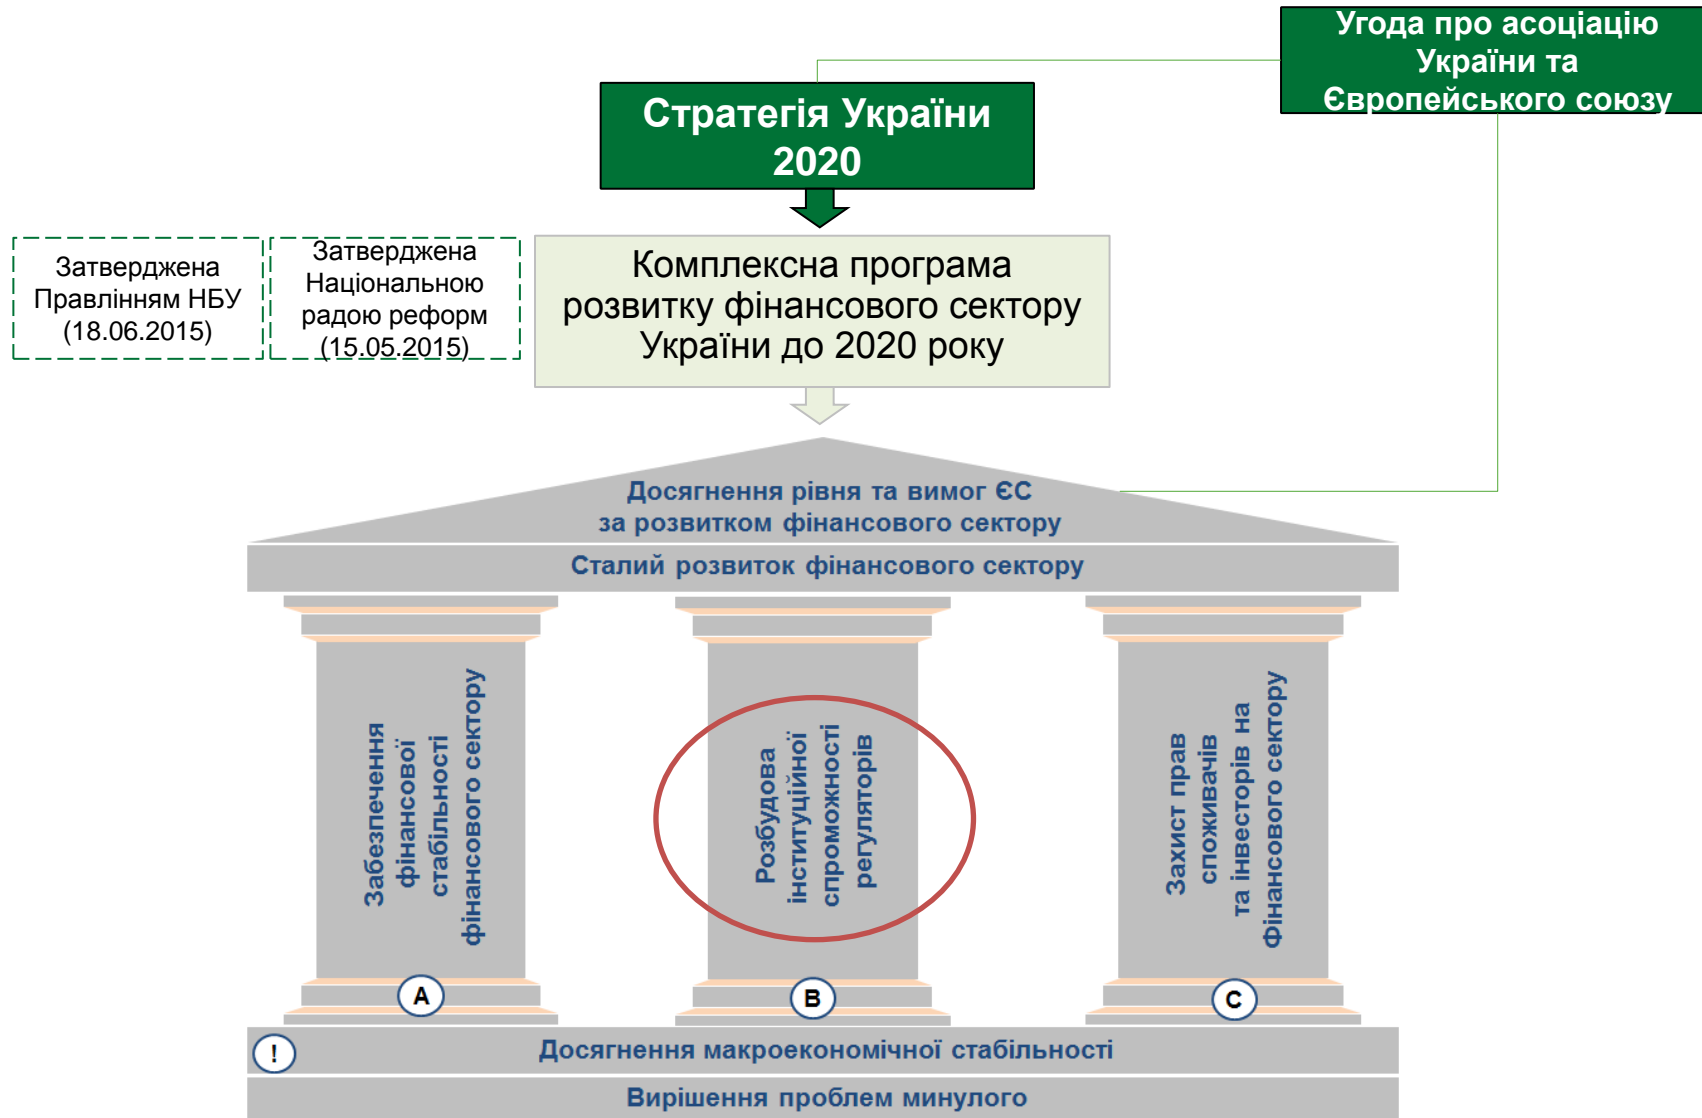 Угода про асоціацію
України та
Європейського союзу
Стратегія України
2020
Затверджена
Правлінням НБУ
(18.06.2015)
Затверджена
Національною
радою реформ
(15.05.2015)
Комплексна програма
розвитку фінансового сектору
України до 2020 року
Досягнення рівня та вимог ЄС
за розвитком фінансового сектору
Сталий розвиток фінансового сектору
Забезпечення
фінансової
стабільності
фінансового сектору
A
Розбудова
інституційної
спроможності
регуляторів
B
Захист прав
споживачів
та інвесторів на
Фінансового сектору
C
!
Досягнення макроекономічної стабільності
Вирішення проблем минулого